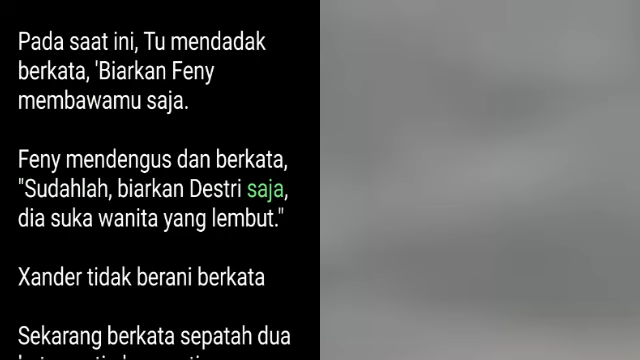 Pada saat ini, Tu mendadak
berkata, 'Biarkan Feny
membawamu saja.
Feny mendengus dan berkata,
"Sudahlah, biarkan Destri saja,
dia suka wanita yang lembut."
Xander tidak berani berkata
Sekarang berkata sepatah dua